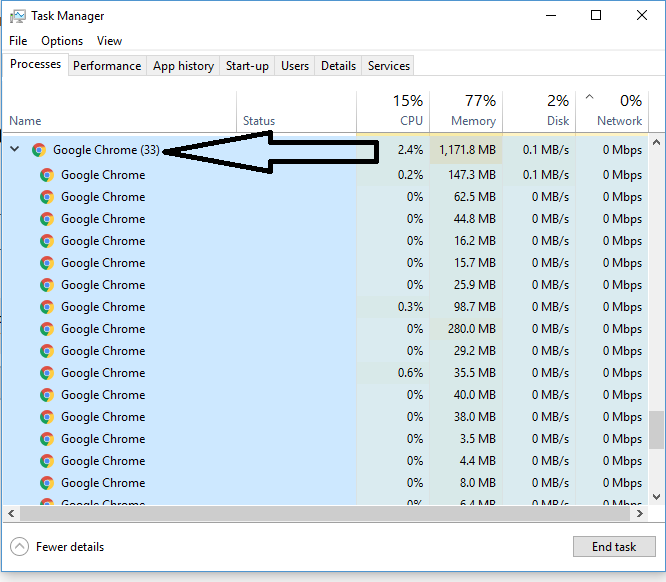 Task Manager
File Options View
Processes Performance App history Start-up Users Details Services
15% 77% 2% 0%
Name Status CPU Memory Disk Network
Google Chrome (33) 2.4% 1,171.8 MB 0.1 MB/s 0 Mbps
Google Chrome 0.2% 147.3 MB 0.1 MB/s 0 Mbps
Google Chrome 0% 62.5 MB 0 MB/s 0 Mbps
Google Chrome 0% 44.8 MB 0 MB/s 0 Mbps
Google Chrome 0% 16.2 MB 0 MB/s 0 Mbps
Google Chrome 0% 15.7 MB 0 MB/s 0 Mbps
Google Chrome 0% 25.9 MB 0 MB/s 0 Mbps
Google Chrome 0.3% 98.7 MB 0 MB/s 0 Mbps
Google Chrome 0% 280.0 MB 0 MB/s 0 Mbps
Google Chrome 0% 29.2 MB 0 MB/s 0 Mbps
Google Chrome 0.6% 35.5 MB 0 MB/s 0 Mbps
Google Chrome 0% 40.0 MB 0 MB/s 0 Mbps
Google Chrome 0% 38.0 MB 0 MB/s 0 Mbps
Google Chrome 0% 3.5 MB 0 MB/s 0 Mbps
Google Chrome 0% 4.4 MB 0 MB/s 0 Mbps
Google Chrome 0% 8.0 MB 0 MB/s 0 Mbps
Google Chrome 0% 6.4 MB 0 MB/s 0 Mbps
Fewer details End task